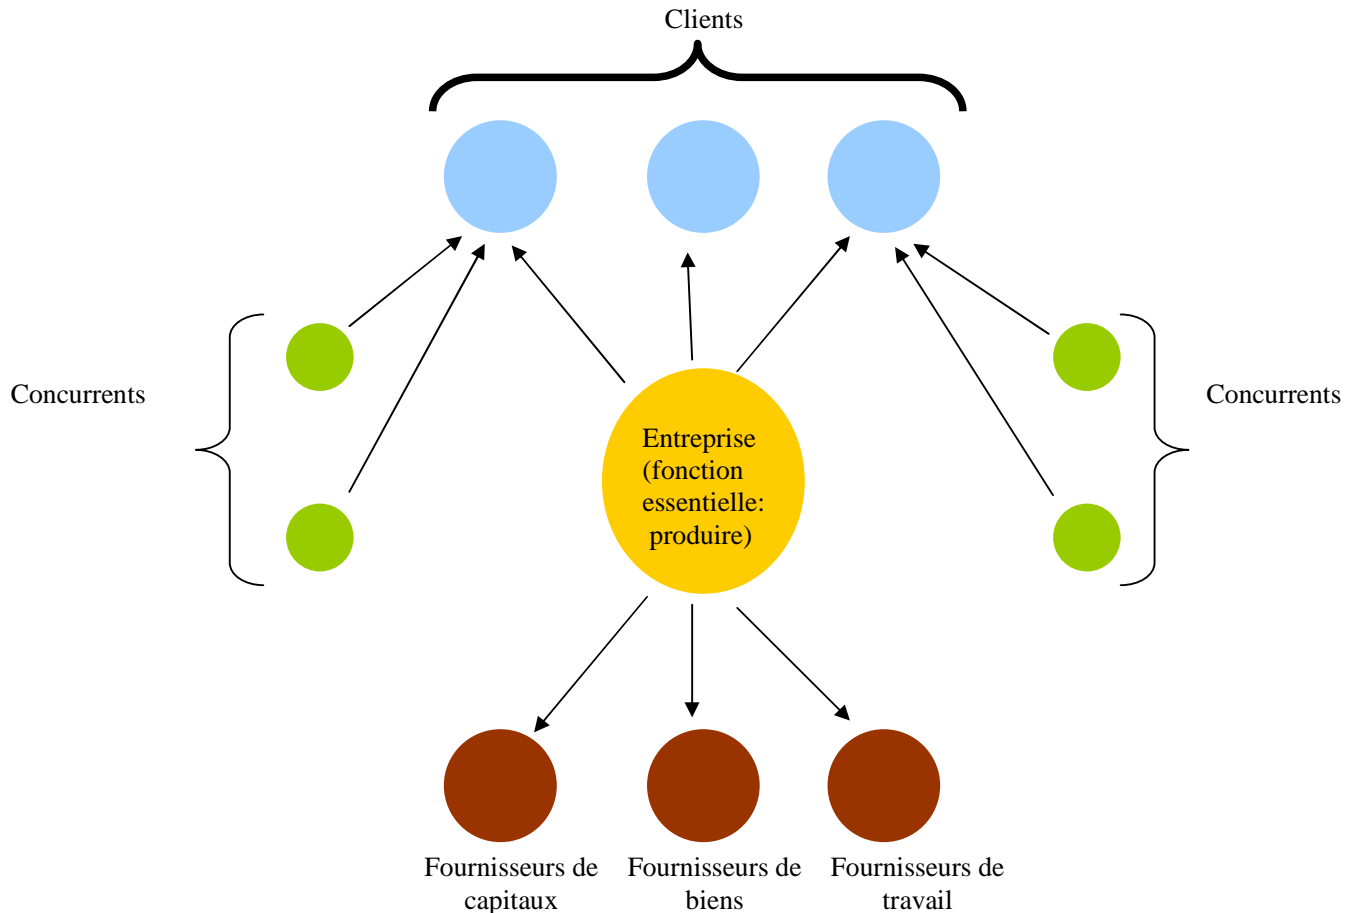 Clients
Concurrents
Concurrents
Entreprise
(fonction
essentielle:
produire)
Fournisseurs de
capitaux
Fournisseurs de
biens
Fournisseurs de
travail